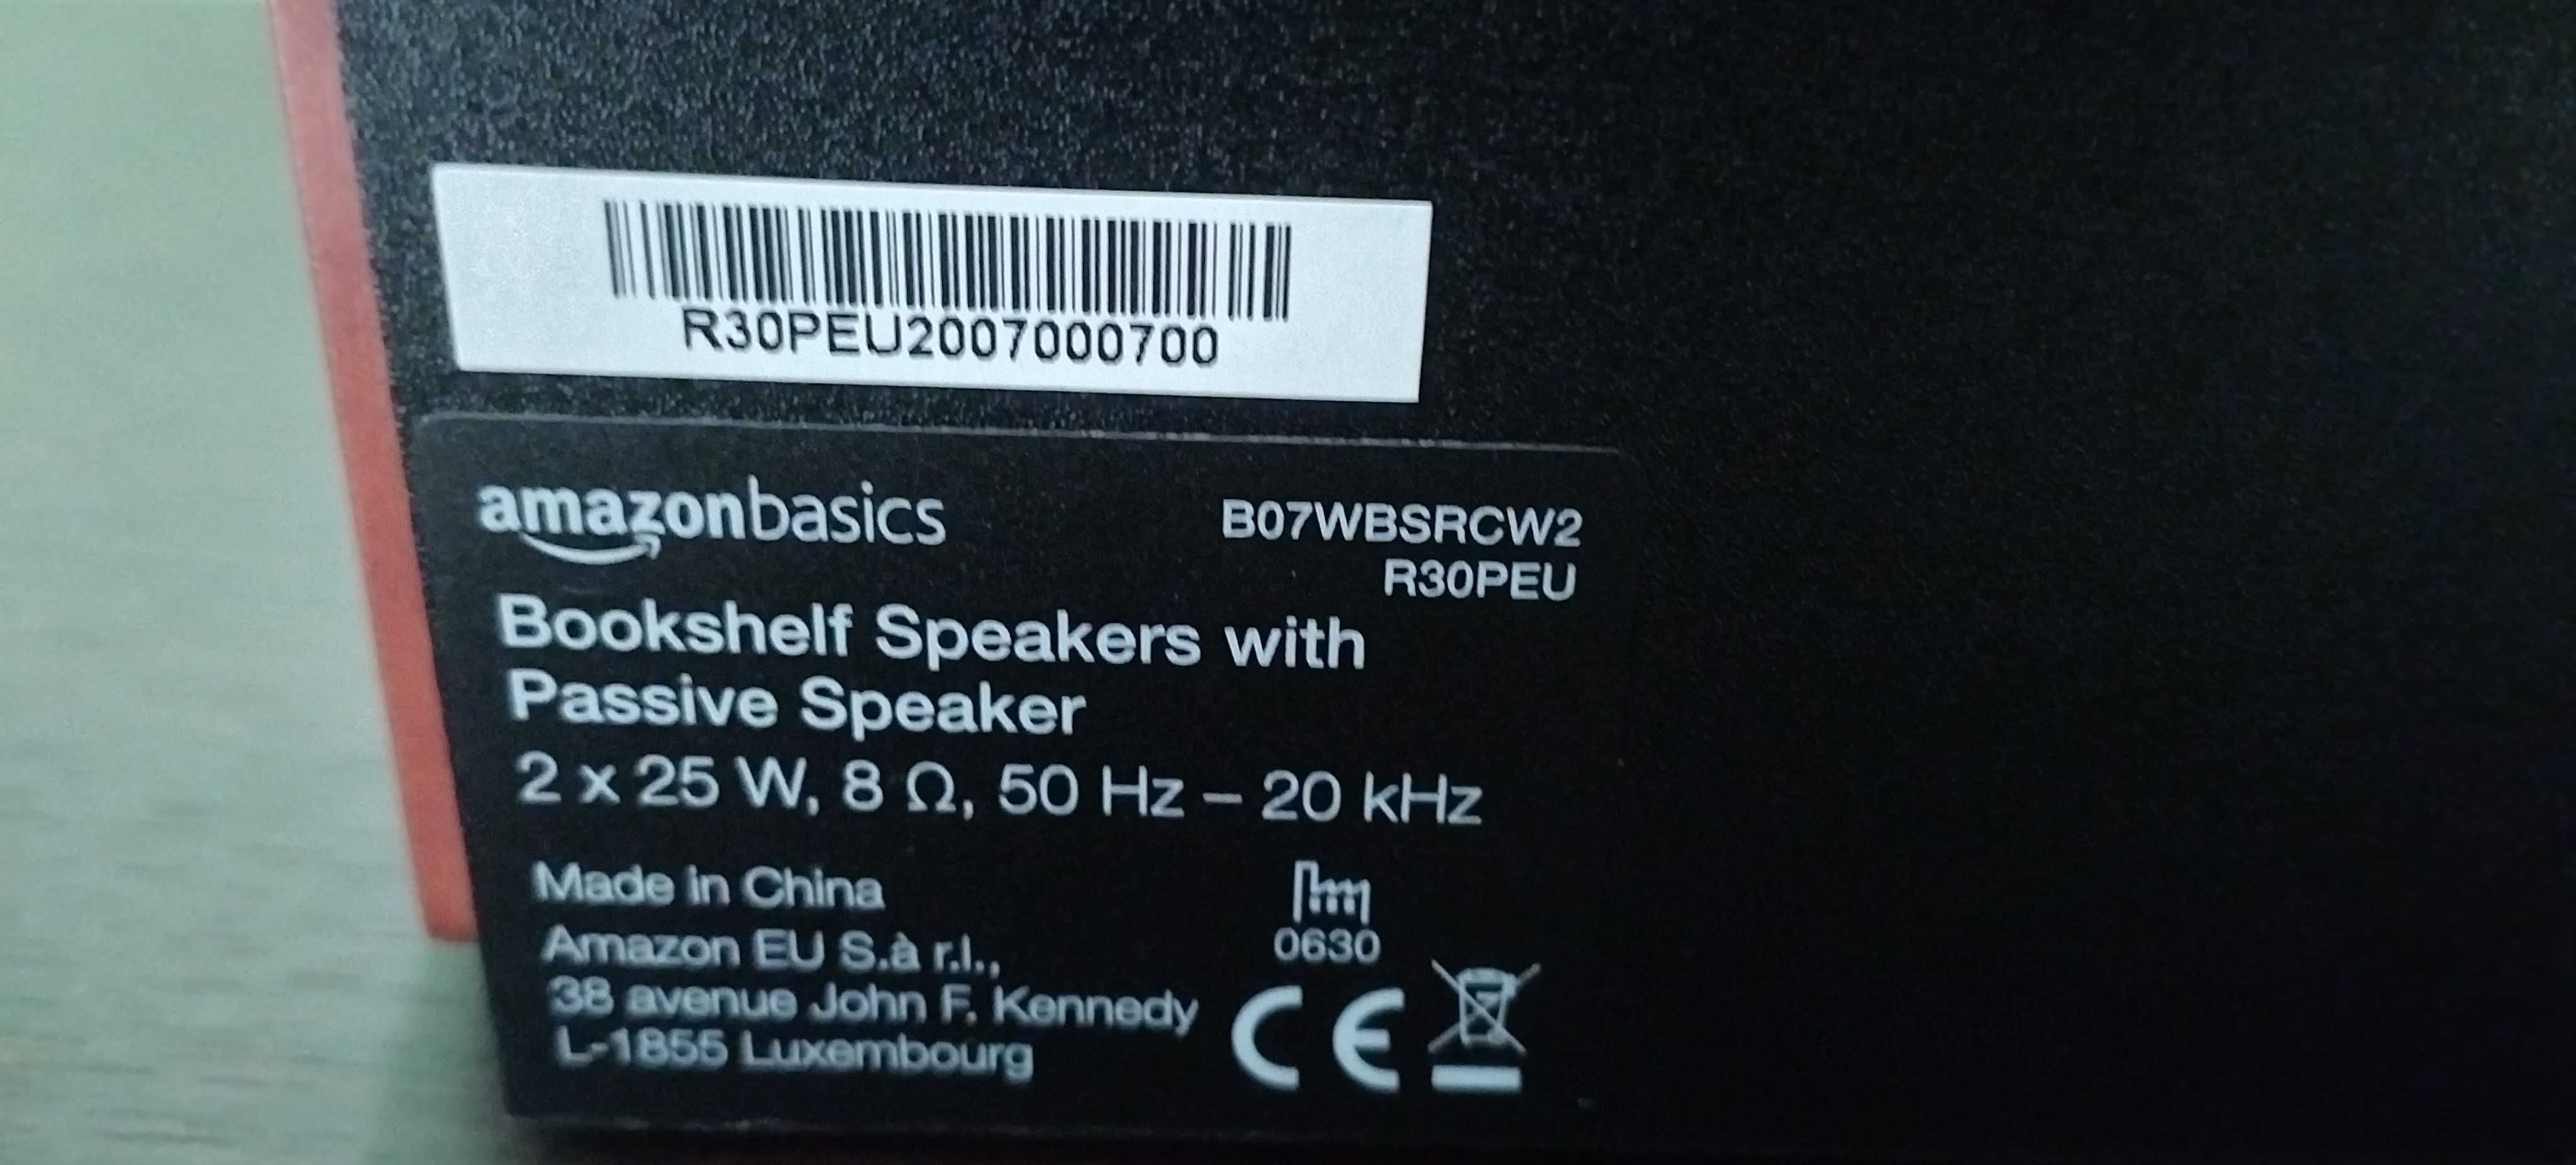 R30PEU2007000700
amazonbasics
B07WBSRCW2
R30PEU
Bookshelf Speakers with
Passive Speaker
2 x 25 W, 8 Ω, 50 Hz – 20 kHz
Made in China
Amazon EU S.à r.l.,
38 avenue John F. Kennedy
L-1855 Luxembourg
0630
CE